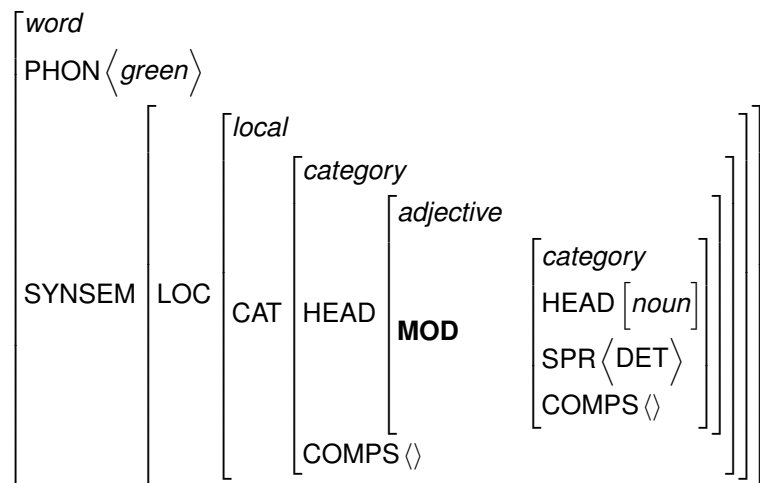 word
PHON ⟨green⟩
local
category
adjective
category
SYNSEM LOC CAT HEAD MOD HEAD [noun]
SPR ⟨DET⟩
COMPS ⟨⟩
COMPS ⟨⟩